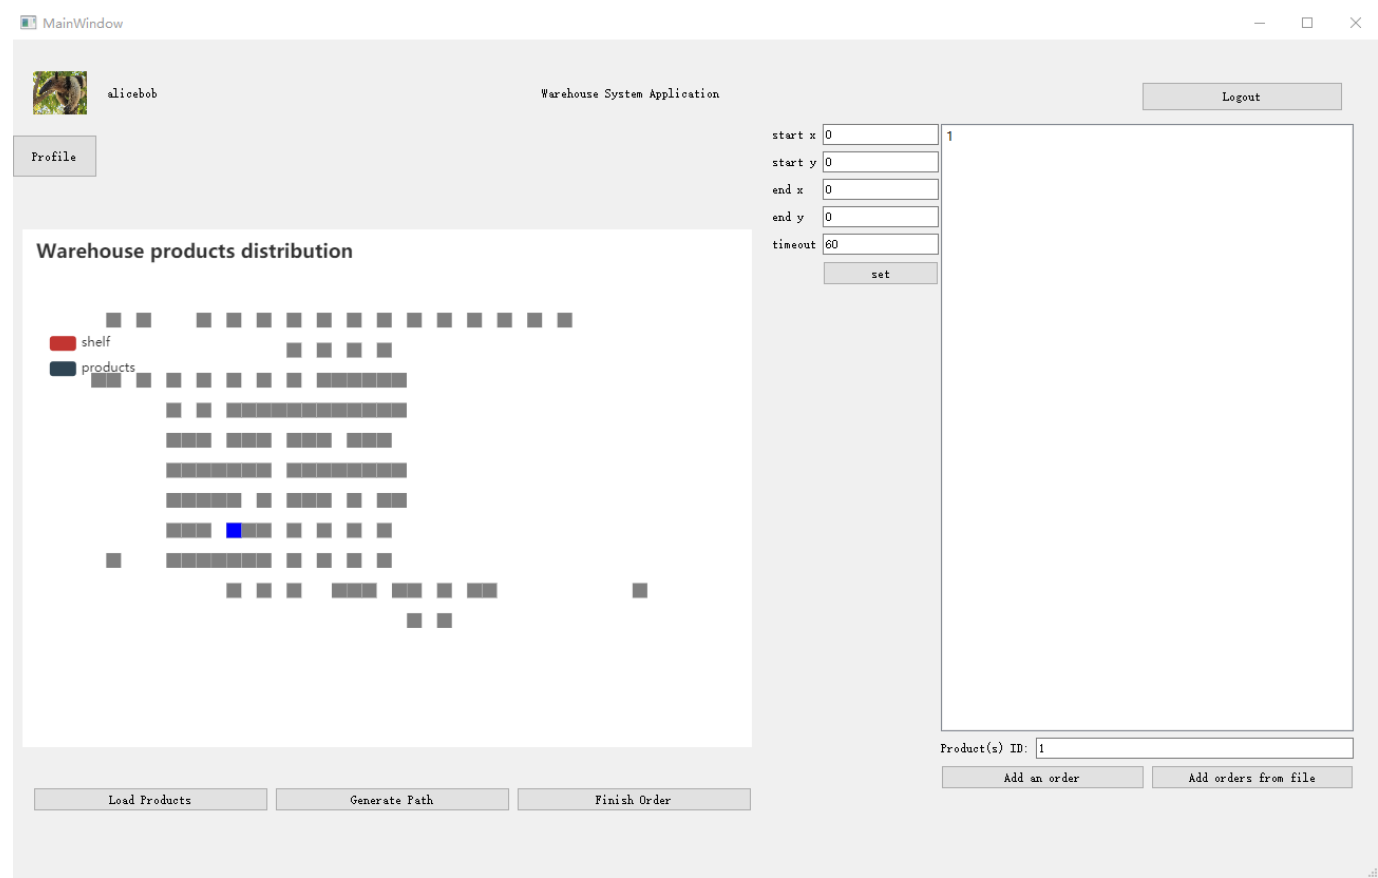 MainWindow
alicebob
Warehouse System Application
Logout
Profile
start x 0
start y 0
end x 0
end y 0
timeout 60
set
1
Warehouse products distribution
shelf
products
Product(s) ID: 1
Add an order
Add orders from file
Load Products
Generate Path
Finish Order